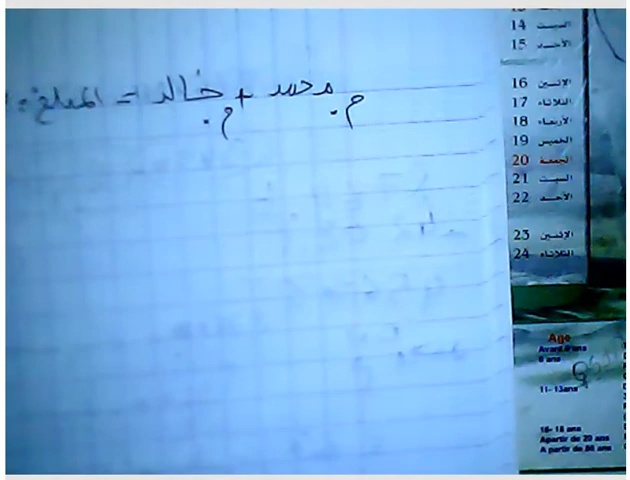 م. محمد + م. خالد = المبلغ
14 السبت
15 الأحد
16 الإثنين
17 الثلاثاء
18 الأربعاء
19 الخميس
20 الجمعة
21 السبت
22 الأحد
23 الإثنين
24 الثلاثاء
Age
6 ans
11-13ans
16-18 ans
Apartir de 20 ans
A partir de 60 ans